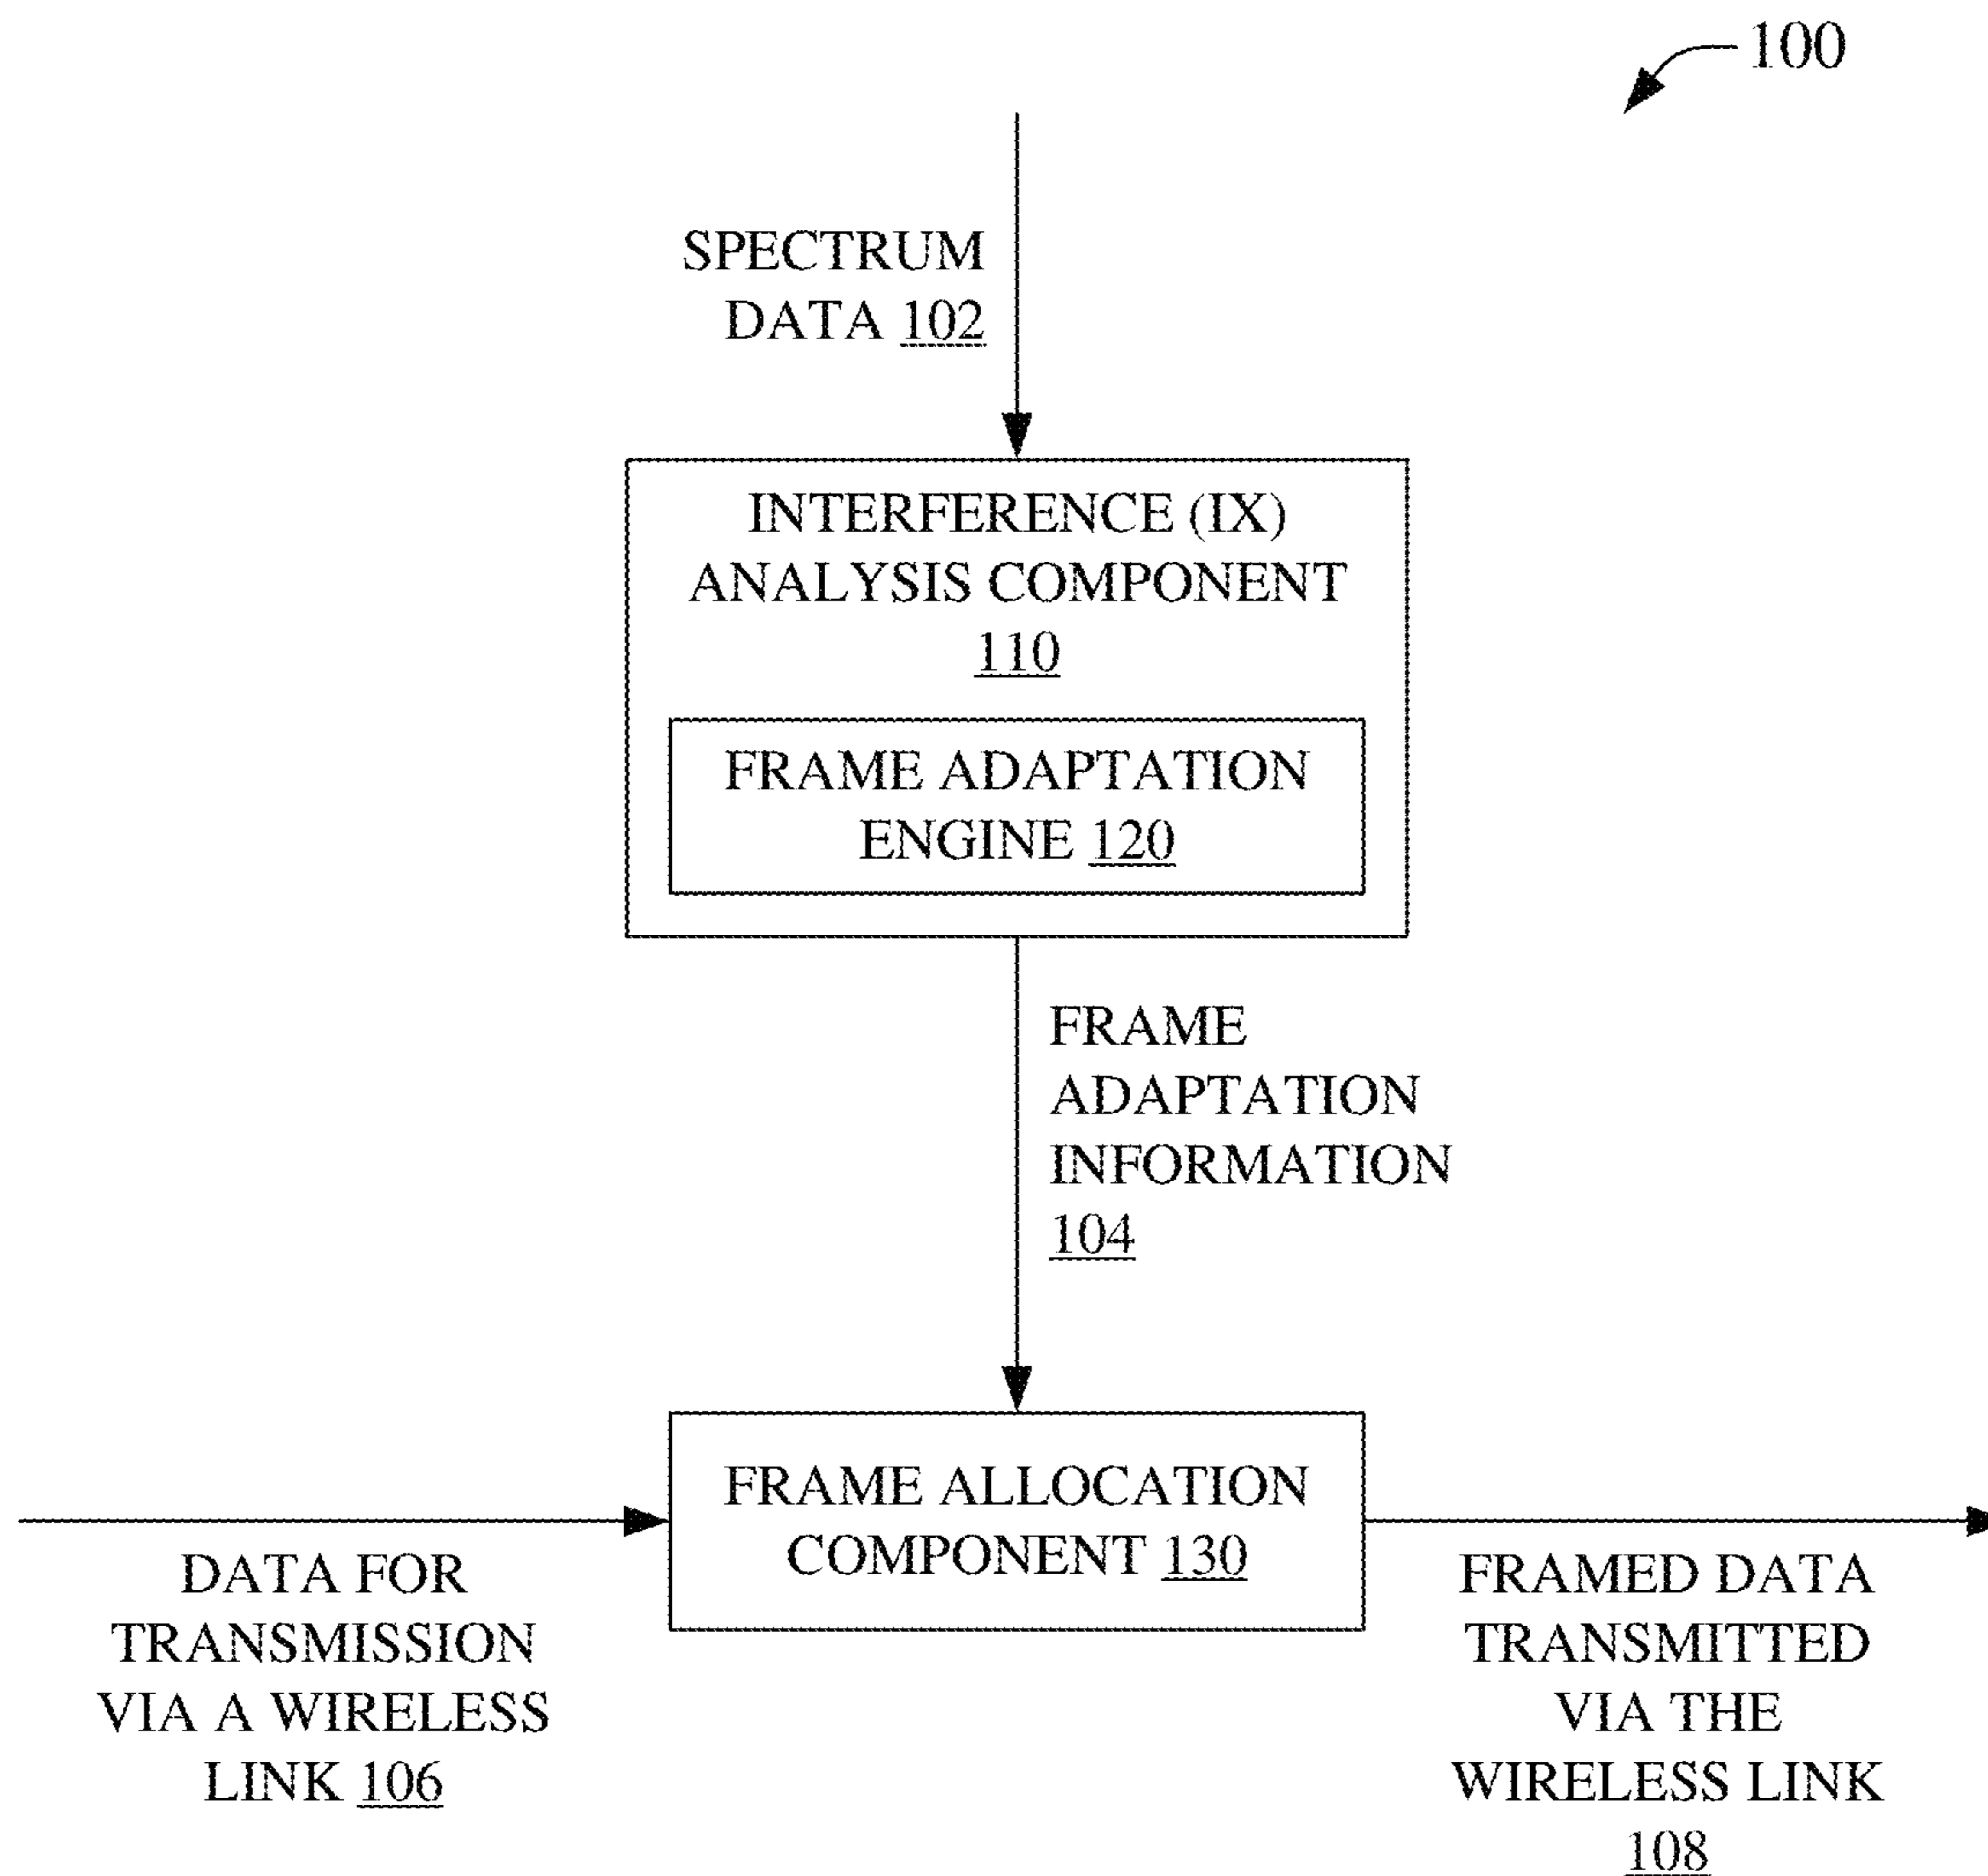 100
SPECTRUM
DATA 102
INTERFERENCE (IX)
ANALYSIS COMPONENT
110
FRAME ADAPTATION
ENGINE 120
FRAME
ADAPTATION
INFORMATION
104
FRAME ALLOCATION
COMPONENT 130
DATA FOR
TRANSMISSION
VIA A WIRELESS
LINK 106
FRAMED DATA
TRANSMITTED
VIA THE
WIRELESS LINK
108